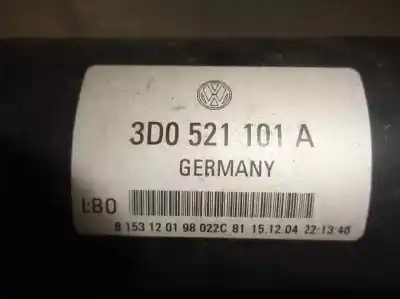 3D0 521 101 A
GERMANY
LBO
8 153 12 01 98 022C 81 15.12.04 22:13:40